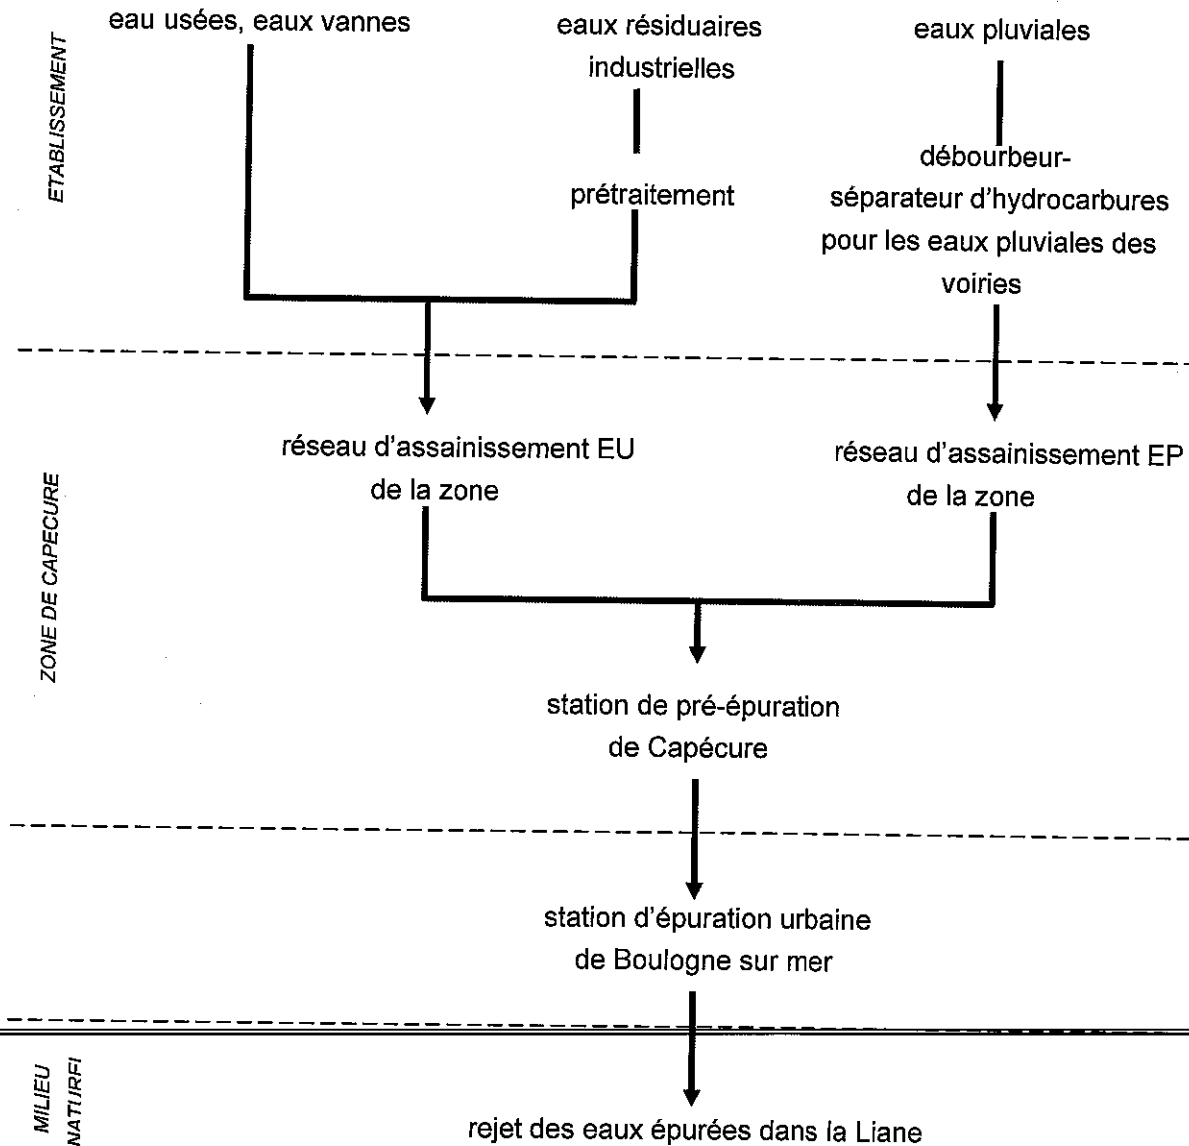 ETABLISSEMENT
eau usées, eaux vannes
eaux résiduaires
industrielles
eaux pluviales
prétraitement
débourbeur-
séparateur d'hydrocarbures
pour les eaux pluviales des
voiries
ZONE DE CAPECURE
réseau d'assainissement EU
de la zone
réseau d'assainissement EP
de la zone
station de pré-épuration
de Capécure
station d'épuration urbaine
de Boulogne sur mer
MILIEU
NATUREL
rejet des eaux épurées dans la Liane